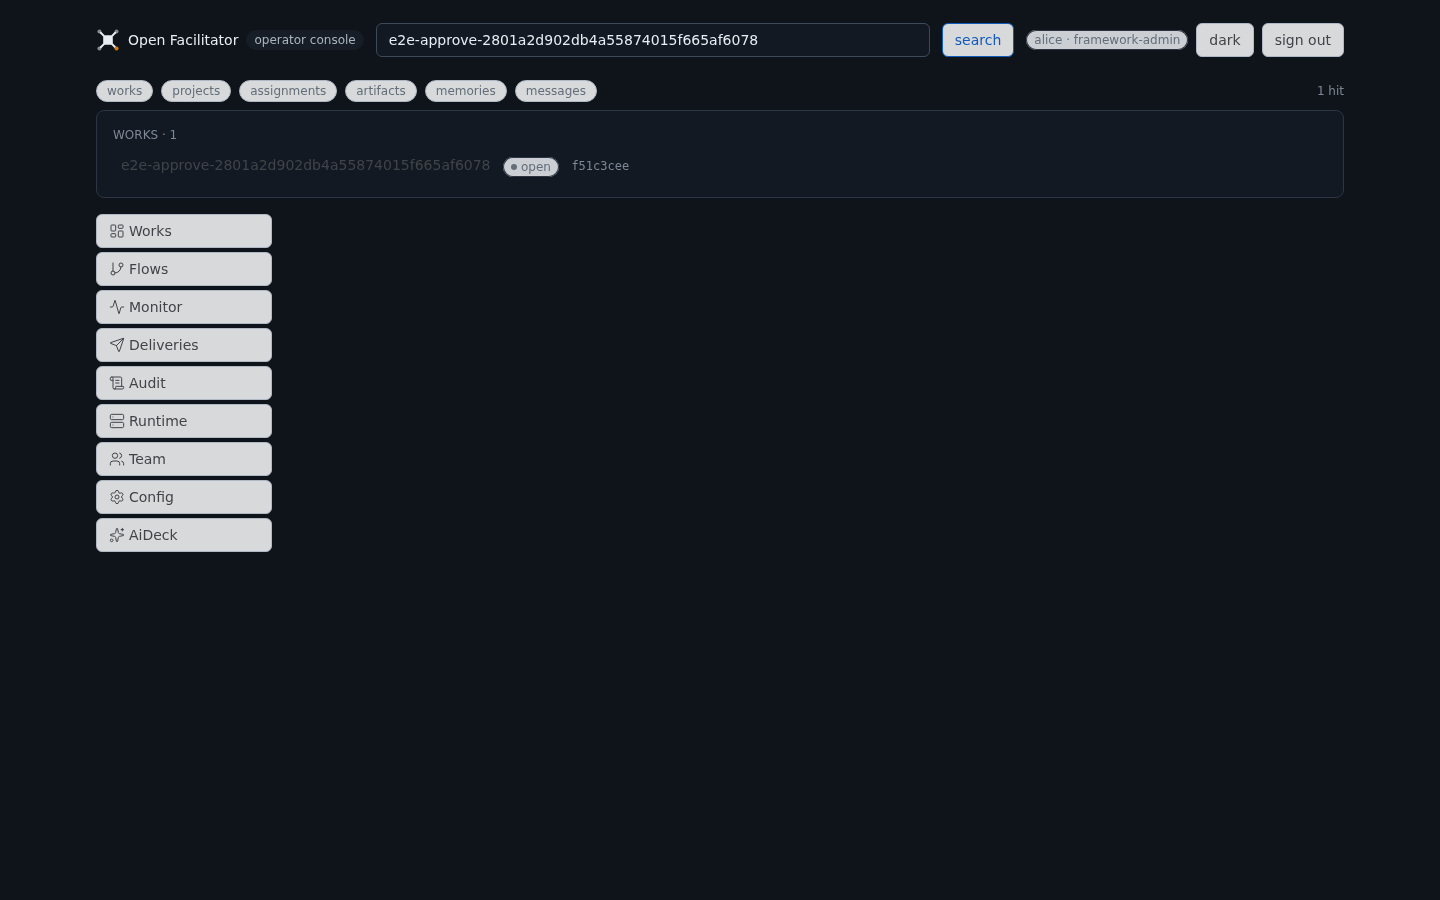 Open Facilitator operator console e2e-approve-2801a2d902db4a55874015f665af6078 search alice · framework-admin dark sign out
works projects assignments artifacts memories messages 1 hit
WORKS · 1
e2e-approve-2801a2d902db4a55874015f665af6078 open f51c3cee
Works
Flows
Monitor
Deliveries
Audit
Runtime
Team
Config
AiDeck